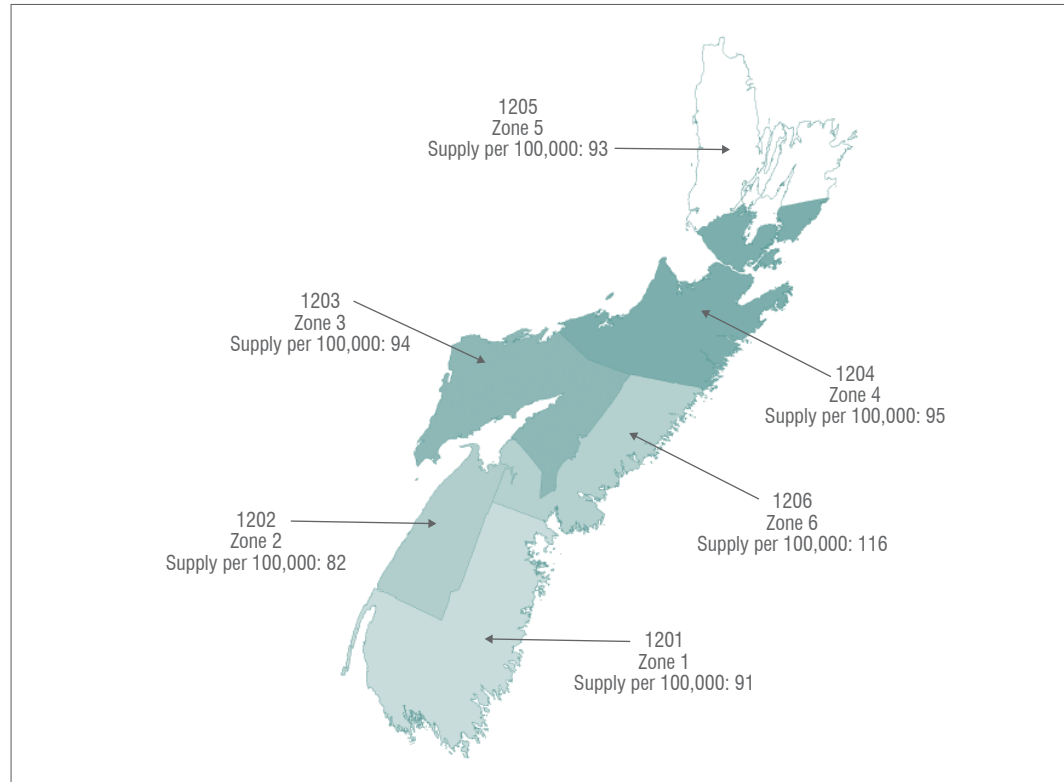 1205
Zone 5
Supply per 100,000: 93
1203
Zone 3
Supply per 100,000: 94
1204
Zone 4
Supply per 100,000: 95
1206
Zone 6
Supply per 100,000: 116
1202
Zone 2
Supply per 100,000: 82
1201
Zone 1
Supply per 100,000: 91